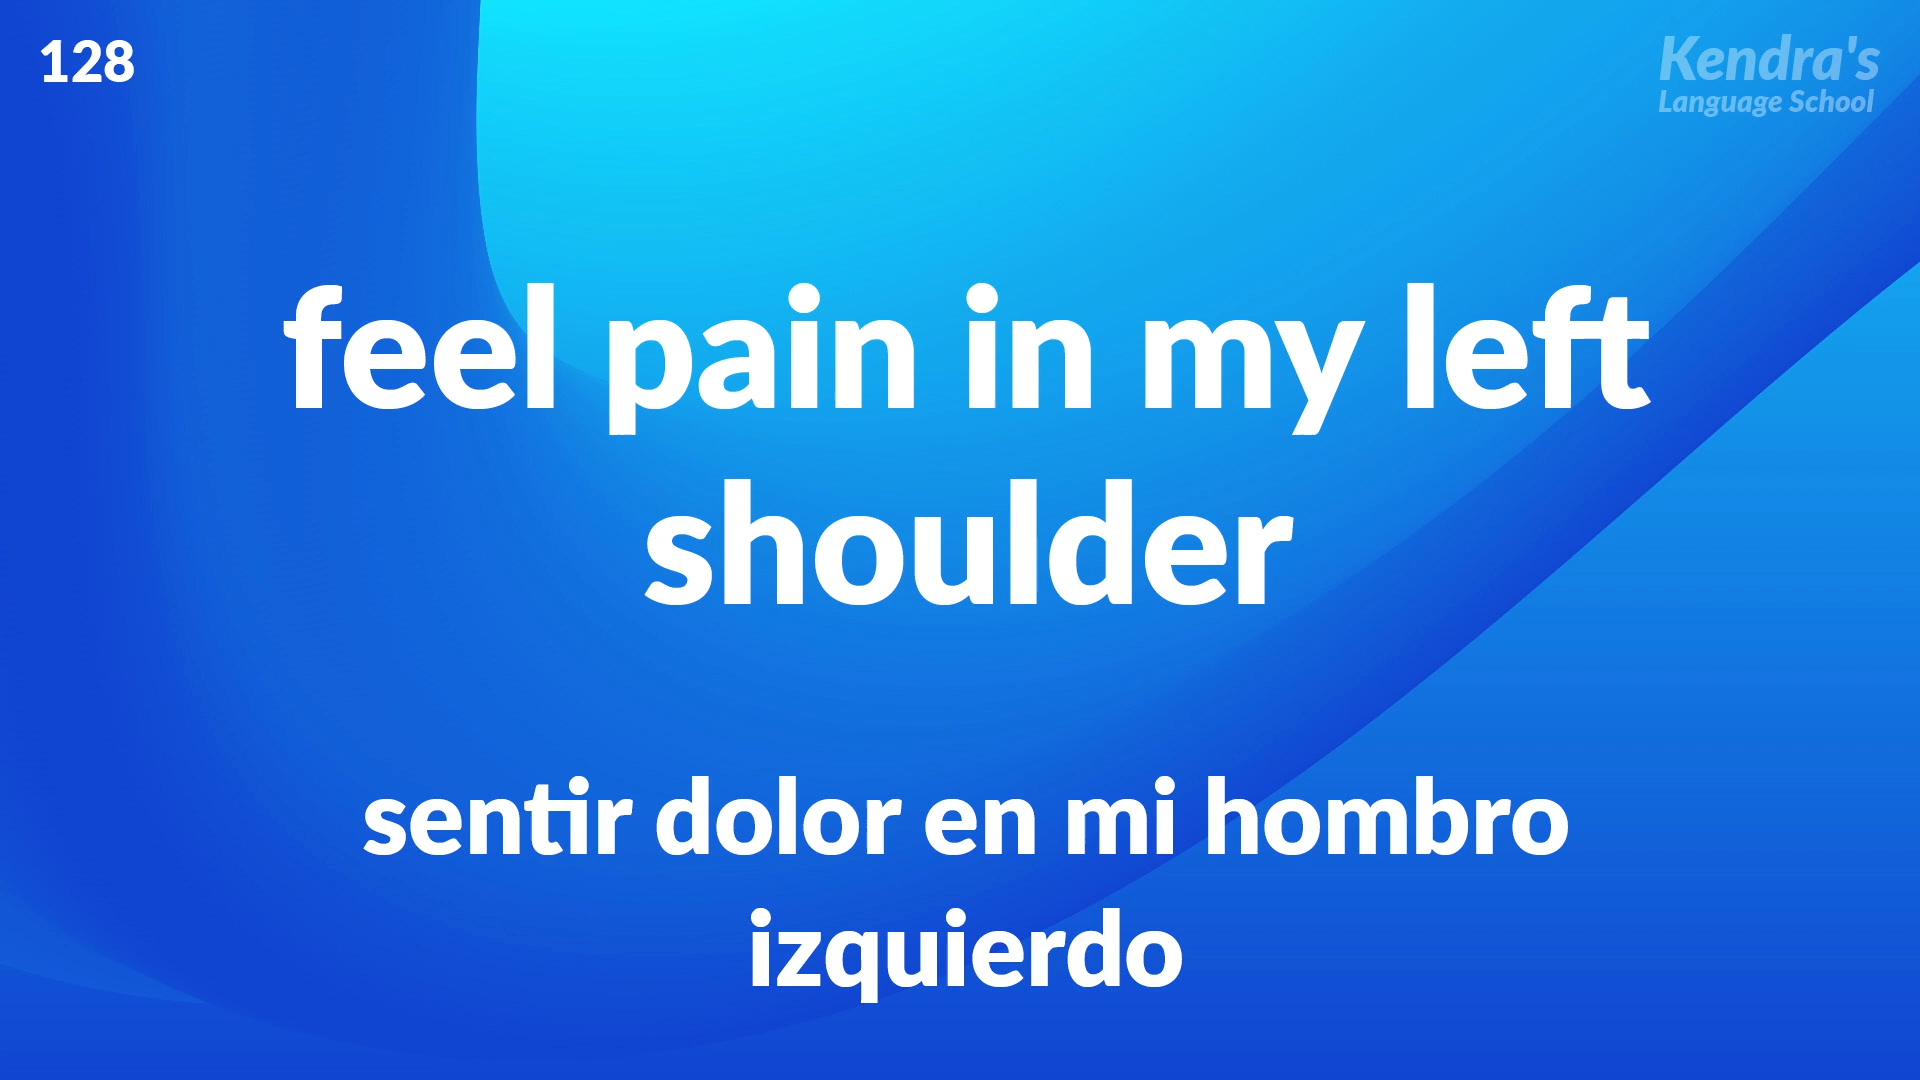 128
Kendra's
Language School
feel pain in my left
shoulder
sentir dolor en mi hombro
izquierdo